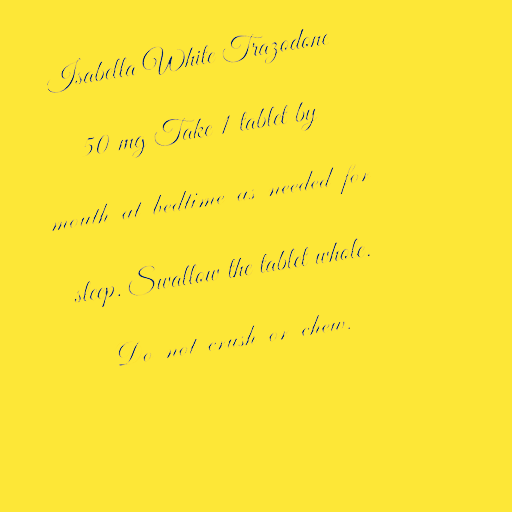 Isabella White Trazodone
50 mg Take 1 tablet by
mouth at bedtime as needed for
sleep. Swallow the tablet whole.
Do not crush or chew.